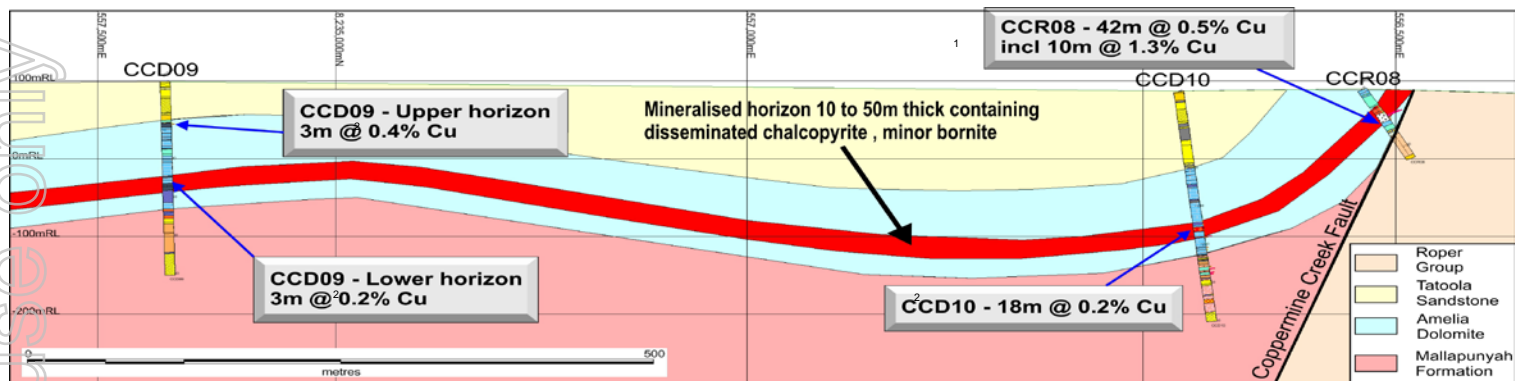 557,500mE
8,235,000mN
557,000mE
556,500mE
1
CCR08 - 42m @ 0.5% Cu
incl 10m @ 1.3% Cu
CCD09
CCD10
CCR08
100mRL
CCD09 - Upper horizon
3m @ 0.4% Cu
Mineralised horizon 10 to 50m thick containing
disseminated chalcopyrite , minor bornite
0mRL
-100mRL
CCD09 - Lower horizon
3m @ 0.2% Cu
2
CCD10 - 18m @ 0.2% Cu
2
-200mRL
Coppermine Creek Fault
Roper
Group
Tatoola
Sandstone
Amelia
Dolomite
Mallapunyah
Formation
0
500
metres